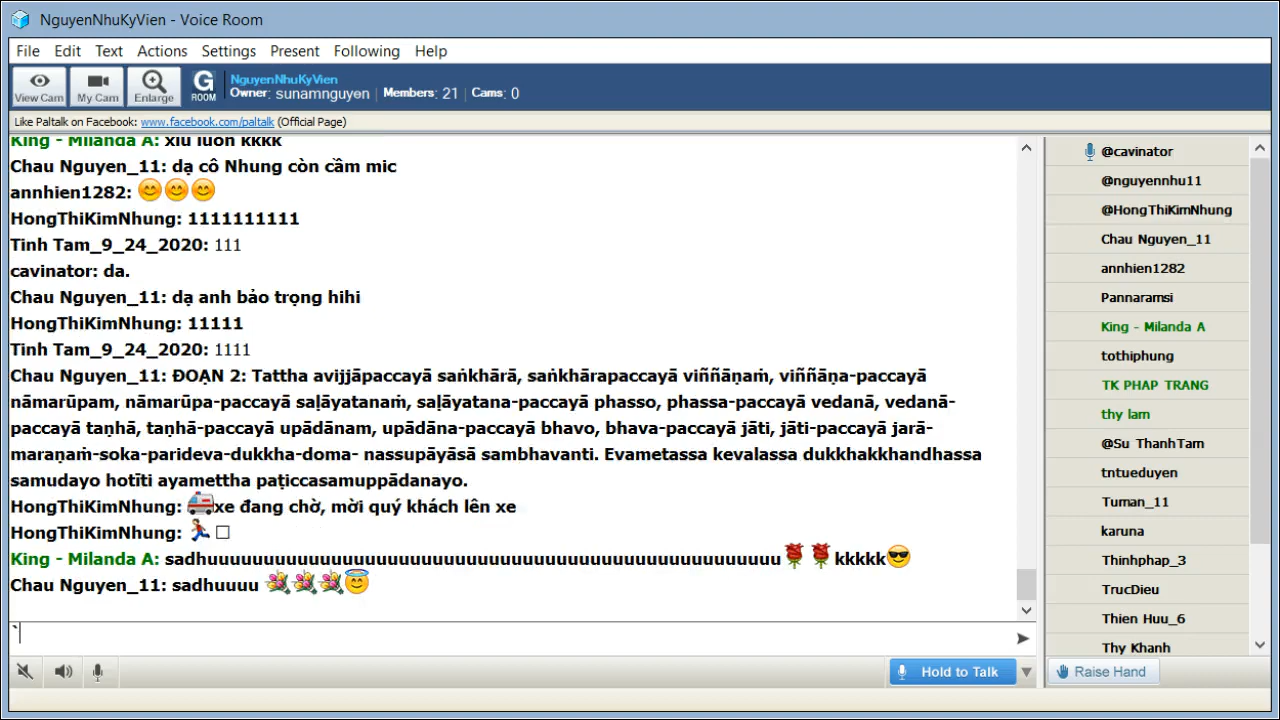 NguyenNhuKyVien - Voice Room
File Edit Text Actions Settings Present Following Help
View Cam My Cam Enlarge G ROOM
NguyenNhuKyVien
Owner: sunamnguyen | Members: 21 | Cams: 0
Like Paltalk on Facebook: www.facebook.com/paltalk (Official Page)
King - Milanda A: xỉu luôn kkkk
Chau Nguyen_11: dạ cô Nhung còn cầm mic
annhien1282: 😊😊😊
HongThiKimNhung: 1111111111
Tinh Tam_9_24_2020: 111
cavinator: da.
Chau Nguyen_11: dạ anh bảo trọng hihi
HongThiKimNhung: 11111
Tinh Tam_9_24_2020: 1111
Chau Nguyen_11: ĐOẠN 2: Tattha avijjāpaccayā saṅkhārā, saṅkhārapaccayā viññāṇaṁ, viññāṇa-paccayā
nāmarūpam, nāmarūpa-paccayā saḷāyatanaṁ, saḷāyatana-paccayā phasso, phassa-paccayā vedanā, vedanā-
paccayā taṇhā, taṇhā-paccayā upādānam, upādāna-paccayā bhavo, bhava-paccayā jāti, jāti-paccayā jarā-
maraṇaṁ-soka-parideva-dukkha-doma- nassupāyāsā sambhavanti. Evametassa kevalassa dukkhakkhandhassa
samudayo hotīti ayamettha paṭiccasamuppādanayo.
HongThiKimNhung: 🚑xe đang chờ, mời quý khách lên xe
HongThiKimNhung: 🏃□
King - Milanda A: sadhuuuuuuuuuuuuuuuuuuuuuuuuuuuuuuuuuuuuuuuuuuuuuuuuuuu🌹🌹kkkkk😎
Chau Nguyen_11: sadhuuuu 💐💐💐😇
`
Hold to Talk
@cavinator
@nguyennhu11
@HongThiKimNhung
Chau Nguyen_11
annhien1282
Pannaramsi
King - Milanda A
tothiphung
TK PHAP TRANG
thy lam
@Su ThanhTam
tntueduyen
Tuman_11
karuna
Thinhphap_3
TrucDieu
Thien Huu_6
Thy Khanh
Raise Hand